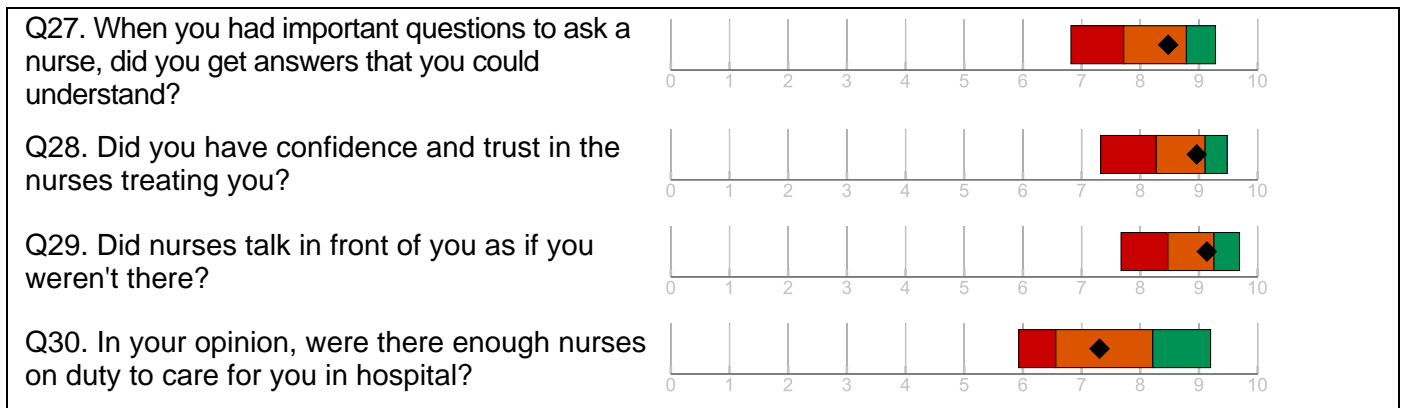 Q27. When you had important questions to ask a
nurse, did you get answers that you could
understand?
0 1 2 3 4 5 6 7 8 9 10
Q28. Did you have confidence and trust in the
nurses treating you?
0 1 2 3 4 5 6 7 8 9 10
Q29. Did nurses talk in front of you as if you
weren't there?
0 1 2 3 4 5 6 7 8 9 10
Q30. In your opinion, were there enough nurses
on duty to care for you in hospital?
0 1 2 3 4 5 6 7 8 9 10